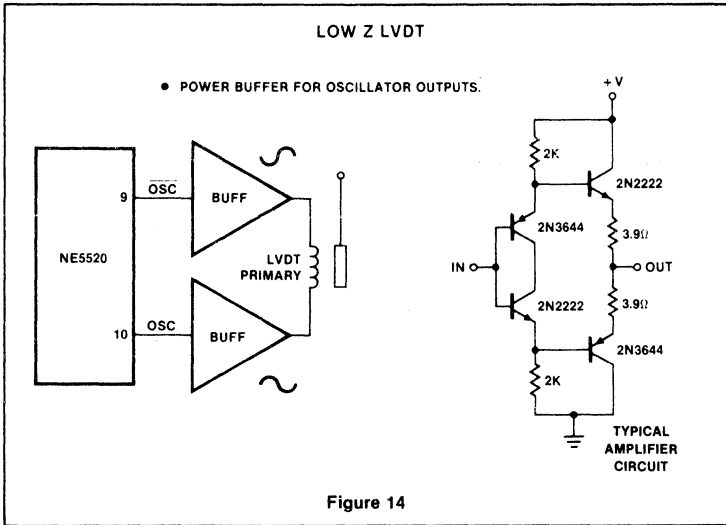 LOW Z LVDT
● POWER BUFFER FOR OSCILLATOR OUTPUTS.
NE5520
9
OSC
BUFF
LVDT
PRIMARY
10
OSC
BUFF
+V
2K
2N2222
2N3644
3.9Ω
IN
OUT
2N2222
3.9Ω
2N3644
2K
TYPICAL
AMPLIFIER
CIRCUIT
Figure 14